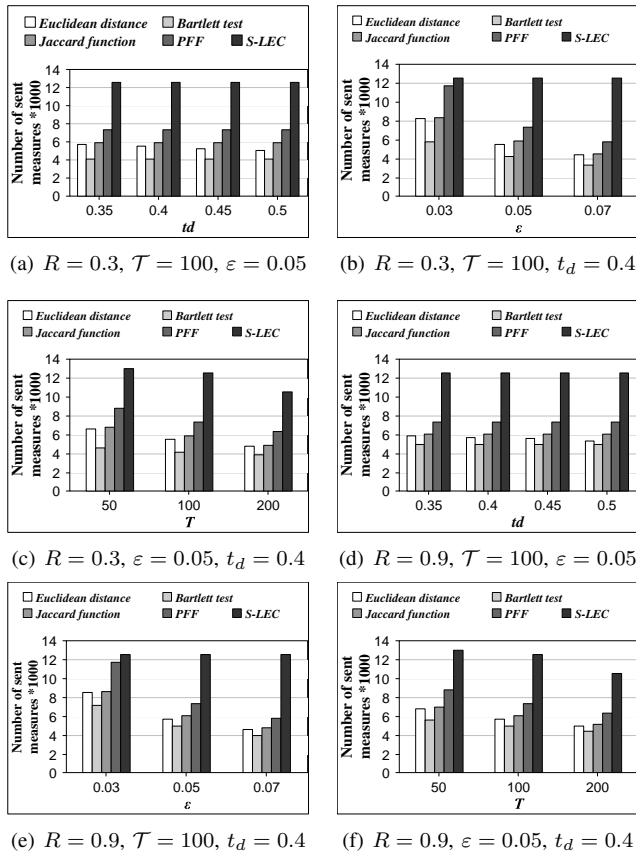 Euclidean distance Bartlett test
Jaccard function PFF S-LEC
Number of sent
measures *1000
14
12
10
8
6
4
2
0
0.35 0.4 0.45 0.5
td
(a) R = 0.3, 𝒯 = 100, ε = 0.05
Euclidean distance Bartlett test
Jaccard function PFF S-LEC
Number of sent
measures *1000
14
12
10
8
6
4
2
0
0.03 0.05 0.07
ε
(b) R = 0.3, 𝒯 = 100, t_d = 0.4
Euclidean distance Bartlett test
Jaccard function PFF S-LEC
Number of sent
measures *1000
14
12
10
8
6
4
2
0
50 100 200
T
(c) R = 0.3, ε = 0.05, t_d = 0.4
Euclidean distance Bartlett test
Jaccard function PFF S-LEC
Number of sent
measures *1000
14
12
10
8
6
4
2
0
0.35 0.4 0.45 0.5
td
(d) R = 0.9, 𝒯 = 100, ε = 0.05
Euclidean distance Bartlett test
Jaccard function PFF S-LEC
Number of sent
measures *1000
14
12
10
8
6
4
2
0
0.03 0.05 0.07
ε
(e) R = 0.9, 𝒯 = 100, t_d = 0.4
Euclidean distance Bartlett test
Jaccard function PFF S-LEC
Number of sent
measures *1000
14
12
10
8
6
4
2
0
50 100 200
T
(f) R = 0.9, ε = 0.05, t_d = 0.4